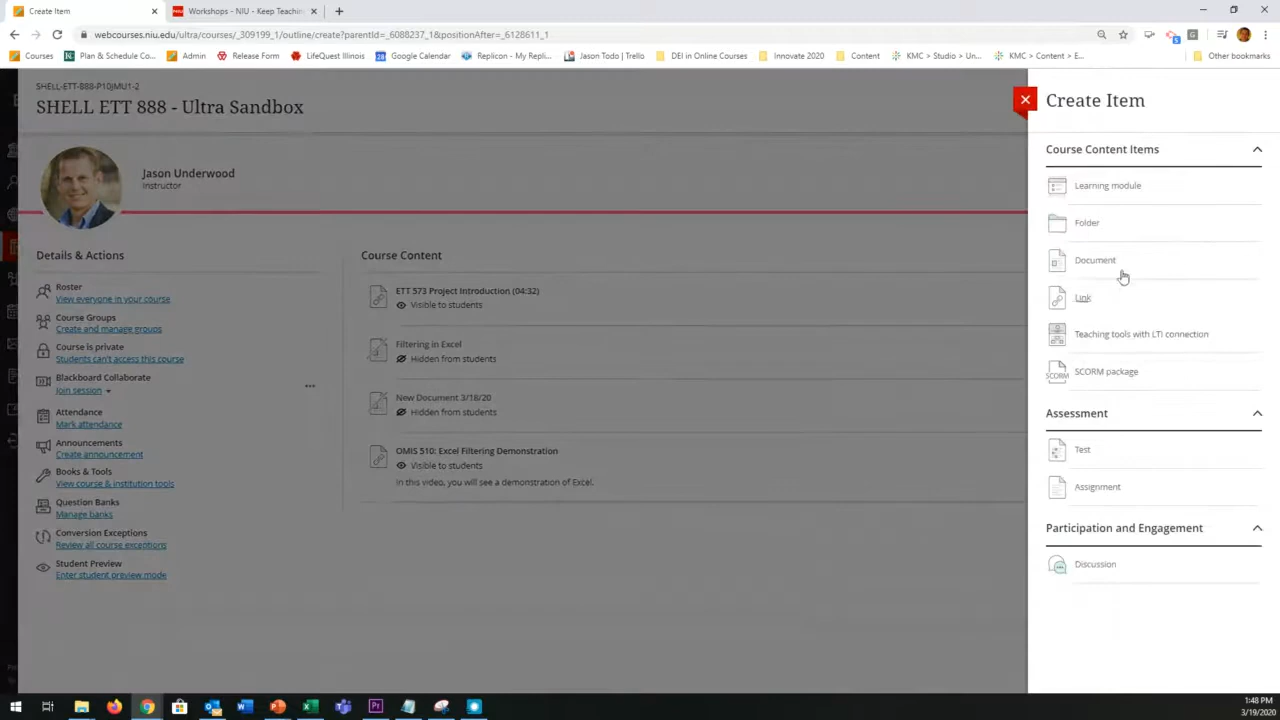 Create Item
Workshops - NIU - Keep Teachin
webcourses.niu.edu/ultra/courses/_309199_1/outline/create?parentId=_6088237_1&positionAfter=_6128611_1
Courses
Plan & Schedule Co...
Admin
Release Form
LifeQuest Illinois
Google Calendar
Replicon - My Repli...
Jason Todo | Trello
DEI in Online Courses
Innovate 2020
Content
KMC > Studio > Un...
KMC > Content > E...
Other bookmarks
SHELL-ETT-888-P10JMU1-2
SHELL ETT 888 - Ultra Sandbox
Jason Underwood
Instructor
Details & Actions
Roster
View everyone in your course
Course Groups
Create and manage groups
Course is private
Students can't access this course
Blackboard Collaborate
Join session
Attendance
Mark attendance
Announcements
Create announcement
Books & Tools
View course & institution tools
Question Banks
Manage banks
Conversion Exceptions
Review all course exceptions
Student Preview
Enter student preview mode
Course Content
ETT 573 Project Introduction (04:32)
Visible to students
Filtering in Excel
Hidden from students
New Document 3/18/20
Hidden from students
OMIS 510: Excel Filtering Demonstration
Visible to students
In this video, you will see a demonstration of Excel.
Create Item
Course Content Items
Learning module
Folder
Document
Link
Teaching tools with LTI connection
SCORM
SCORM package
Assessment
Test
Assignment
Participation and Engagement
Discussion
1:48 PM
3/19/2020